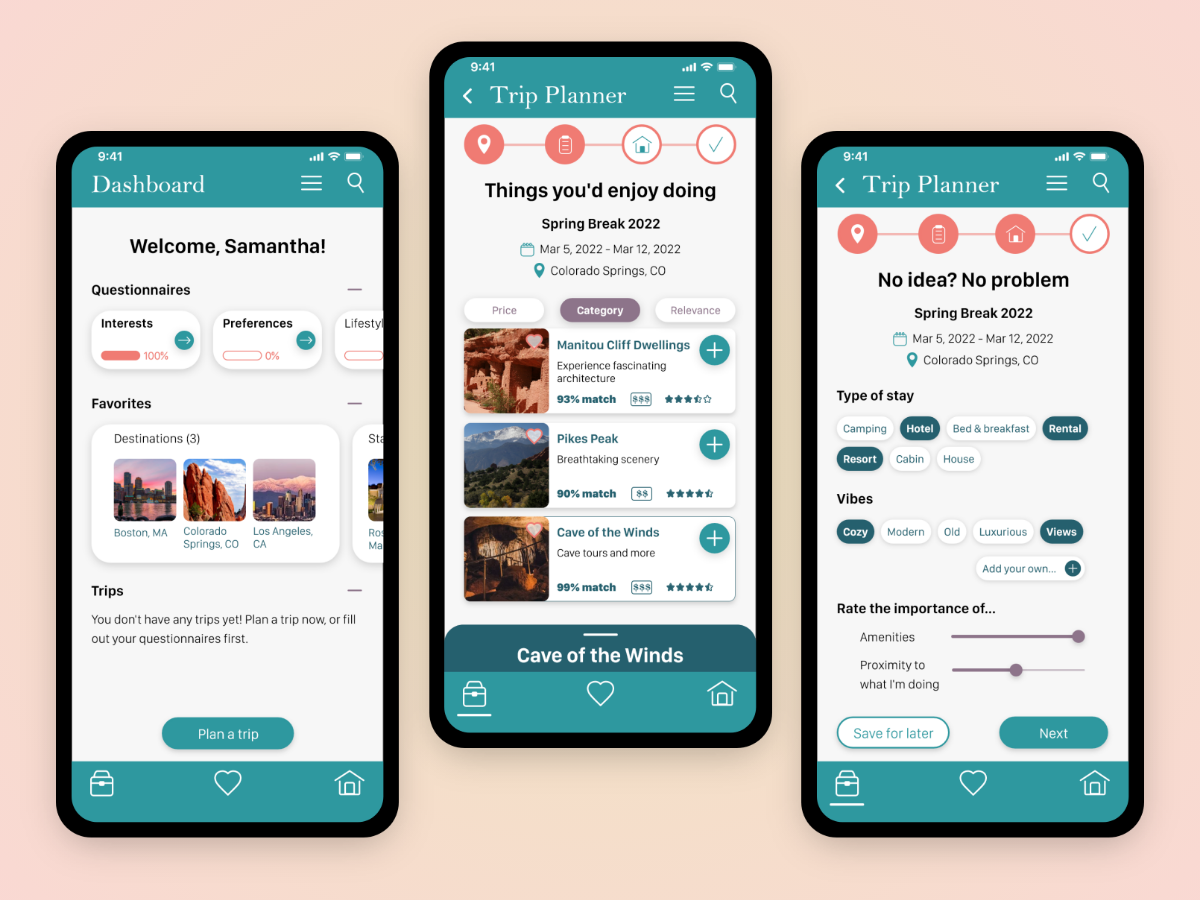 9:41
Dashboard
Welcome, Samantha!
Questionnaires
Interests
100%
Preferences
0%
Lifestyl
Favorites
Destinations (3)
Boston, MA
Colorado
Springs, CO
Los Angeles,
CA
Sta
Ros
Ma
Trips
You don't have any trips yet! Plan a trip now, or fill
out your questionnaires first.
Plan a trip
9:41
Trip Planner
Things you'd enjoy doing
Spring Break 2022
Mar 5, 2022 - Mar 12, 2022
Colorado Springs, CO
Price
Category
Relevance
Manitou Cliff Dwellings
Experience fascinating
architecture
93% match
$$$
Pikes Peak
Breathtaking scenery
90% match
$$
Cave of the Winds
Cave tours and more
99% match
$$$
Cave of the Winds
9:41
Trip Planner
No idea? No problem
Spring Break 2022
Mar 5, 2022 - Mar 12, 2022
Colorado Springs, CO
Type of stay
Camping
Hotel
Bed & breakfast
Rental
Resort
Cabin
House
Vibes
Cozy
Modern
Old
Luxurious
Views
Add your own...
Rate the importance of...
Amenities
Proximity to
what I'm doing
Save for later
Next